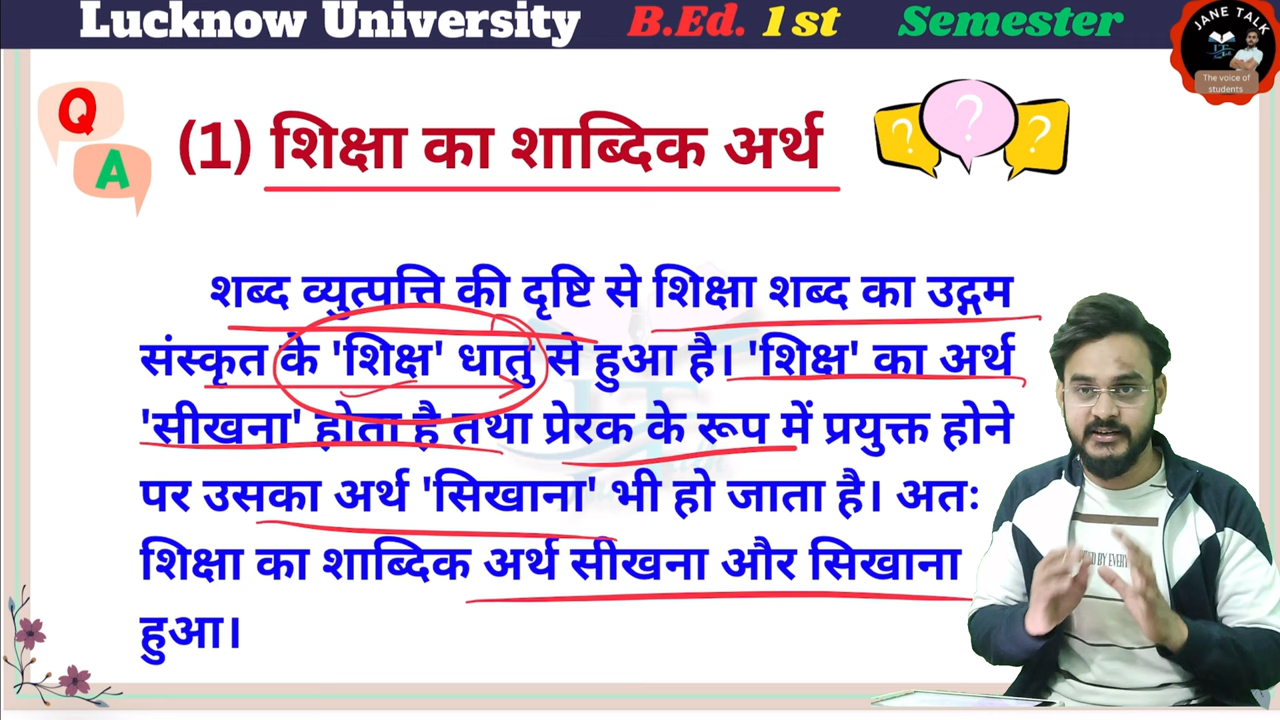 Lucknow University B.Ed. 1st Semester
JANE TALK
The voice of
students
Q
A
(1) शिक्षा का शाब्दिक अर्थ
? ? ?
शब्द व्युत्पत्ति की दृष्टि से शिक्षा शब्द का उद्गम
संस्कृत के 'शिक्ष' धातु से हुआ है। 'शिक्ष' का अर्थ
'सीखना' होता है तथा प्रेरक के रूप में प्रयुक्त होने
पर उसका अर्थ 'सिखाना' भी हो जाता है। अतः
शिक्षा का शाब्दिक अर्थ सीखना और सिखाना
हुआ।